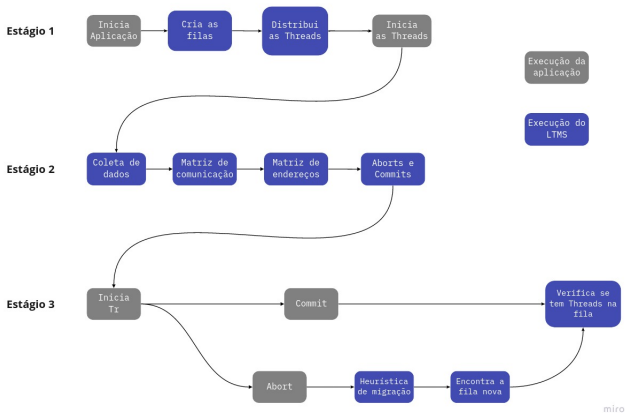 Estágio 1
Inicia
Aplicação
Cria as
filas
Distribui
as Threads
Inicia
as Threads
Execução da
aplicação
Execução do
LTMS
Estágio 2
Coleta de
dados
Matriz de
comunicação
Matriz de
endereços
Aborts e
Commits
Estágio 3
Inicia
Tr
Commit
Verifica se
tem Threads na
fila
Abort
Heurística
de migração
Encontra a
fila nova
miro